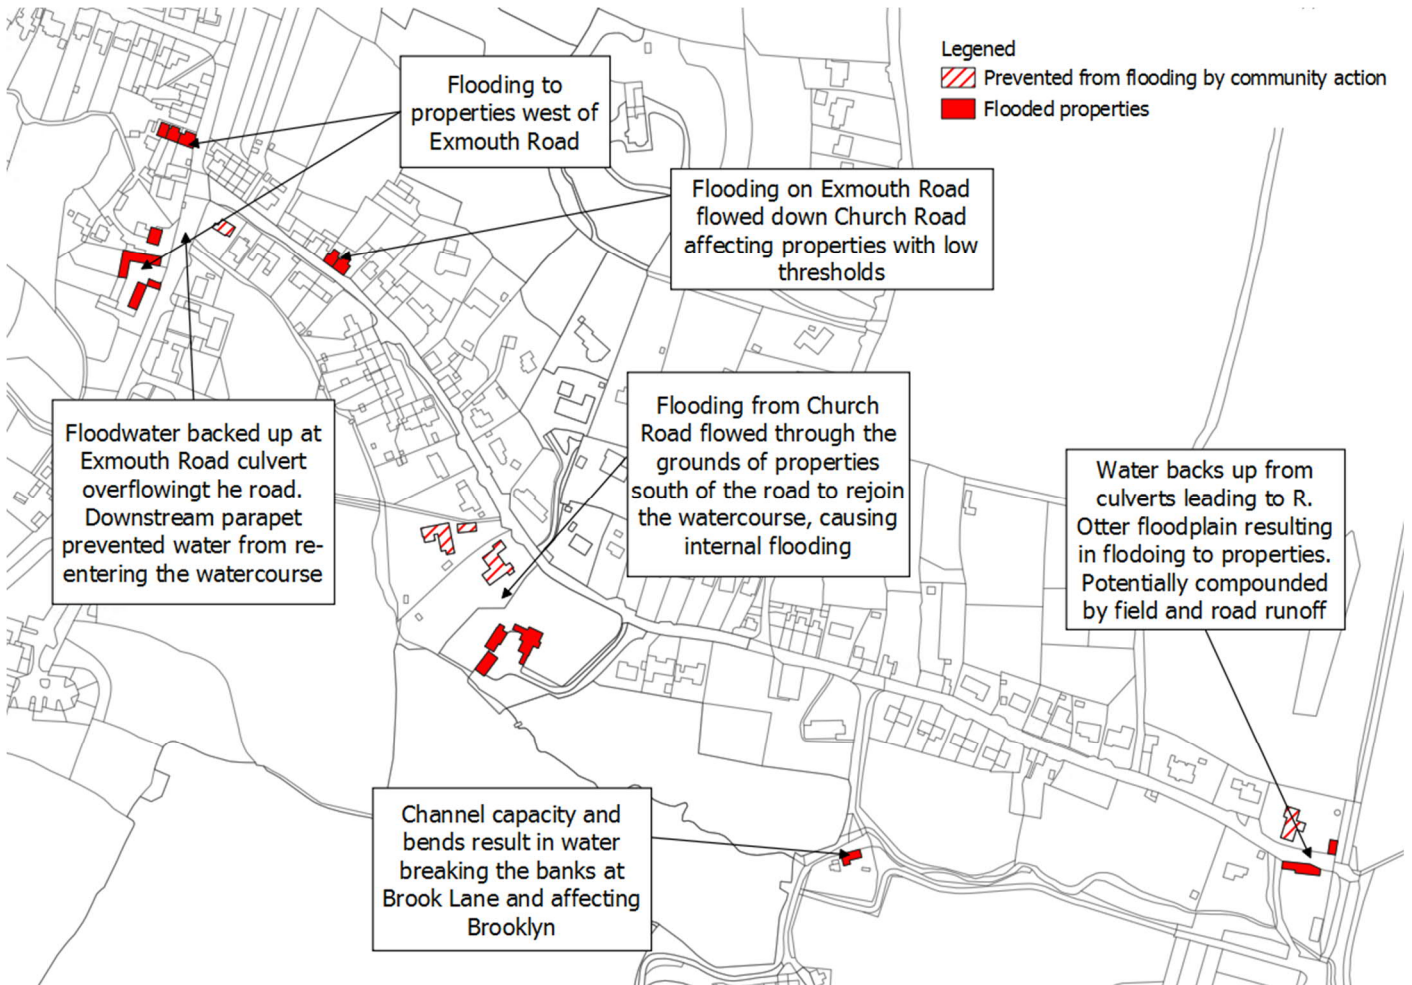 Legened
Prevented from flooding by community action
Flooded properties
Flooding to
properties west of
Exmouth Road
Flooding on Exmouth Road
flowed down Church Road
affecting properties with low
thresholds
Floodwater backed up at
Exmouth Road culvert
overflowingt he road.
Downstream parapet
prevented water from re-
entering the watercourse
Flooding from Church
Road flowed through the
grounds of properties
south of the road to rejoin
the watercourse, causing
internal flooding
Water backs up from
culverts leading to R.
Otter floodplain resulting
in flodoing to properties.
Potentially compounded
by field and road runoff
Channel capacity and
bends result in water
breaking the banks at
Brook Lane and affecting
Brooklyn